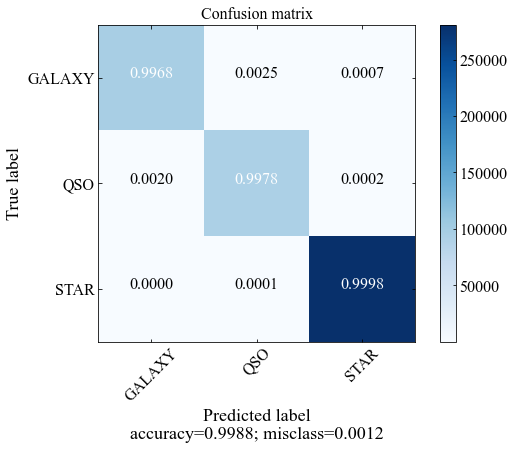 Confusion matrix
GALAXY 0.9968 0.0025 0.0007
QSO 0.0020 0.9978 0.0002
STAR 0.0000 0.0001 0.9998
True label
GALAXY QSO STAR
Predicted label
accuracy=0.9988; misclass=0.0012
250000
200000
150000
100000
50000